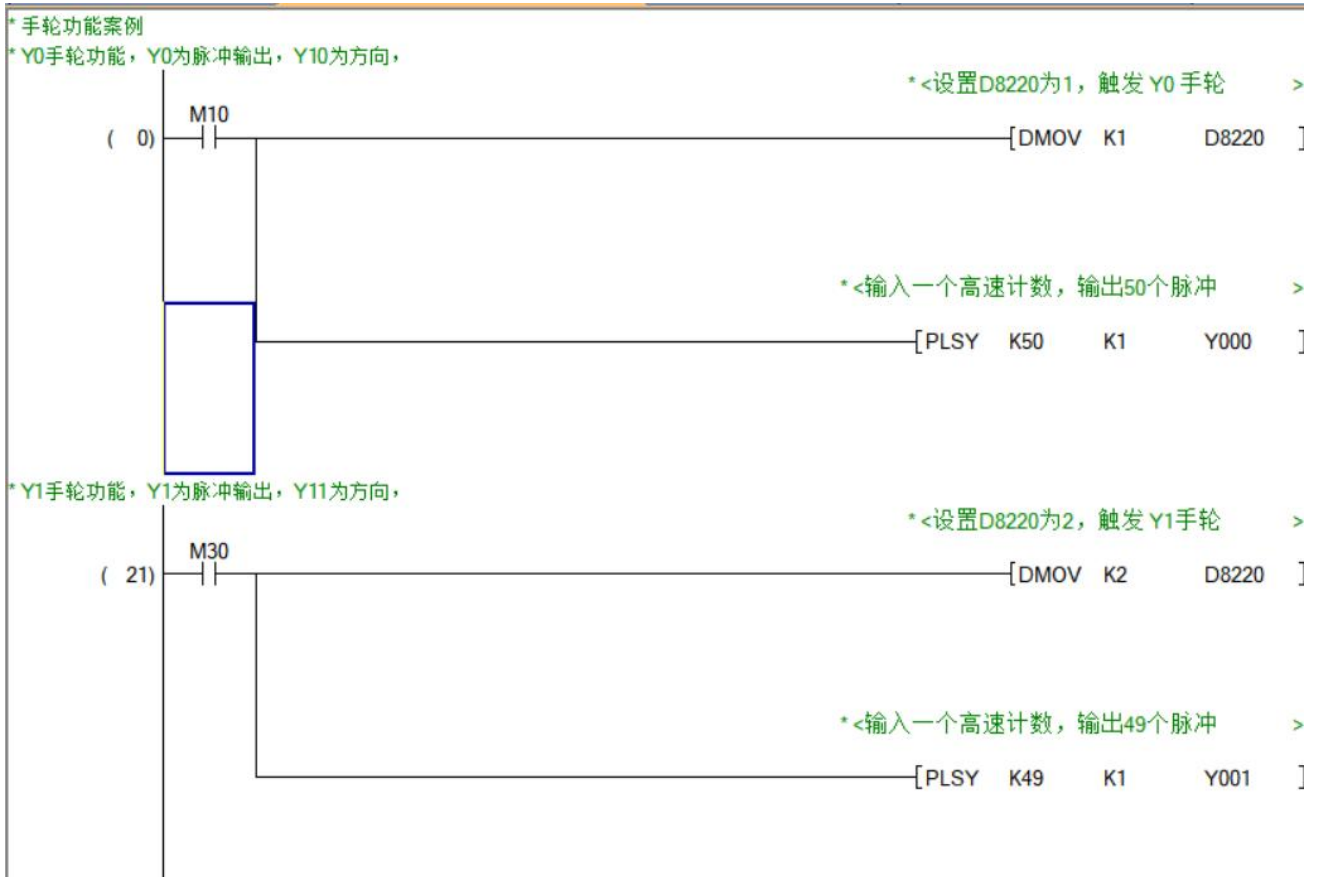 * 手轮功能案例
* Y0手轮功能，Y0为脉冲输出，Y10为方向，
*<设置D8220为1，触发 Y0 手轮 >
M10
( 0) [DMOV K1 D8220 ]
*<输入一个高速计数，输出50个脉冲 >
[PLSY K50 K1 Y000 ]
* Y1手轮功能，Y1为脉冲输出，Y11为方向，
*<设置D8220为2，触发 Y1手轮 >
M30
( 21) [DMOV K2 D8220 ]
*<输入一个高速计数，输出49个脉冲 >
[PLSY K49 K1 Y001 ]